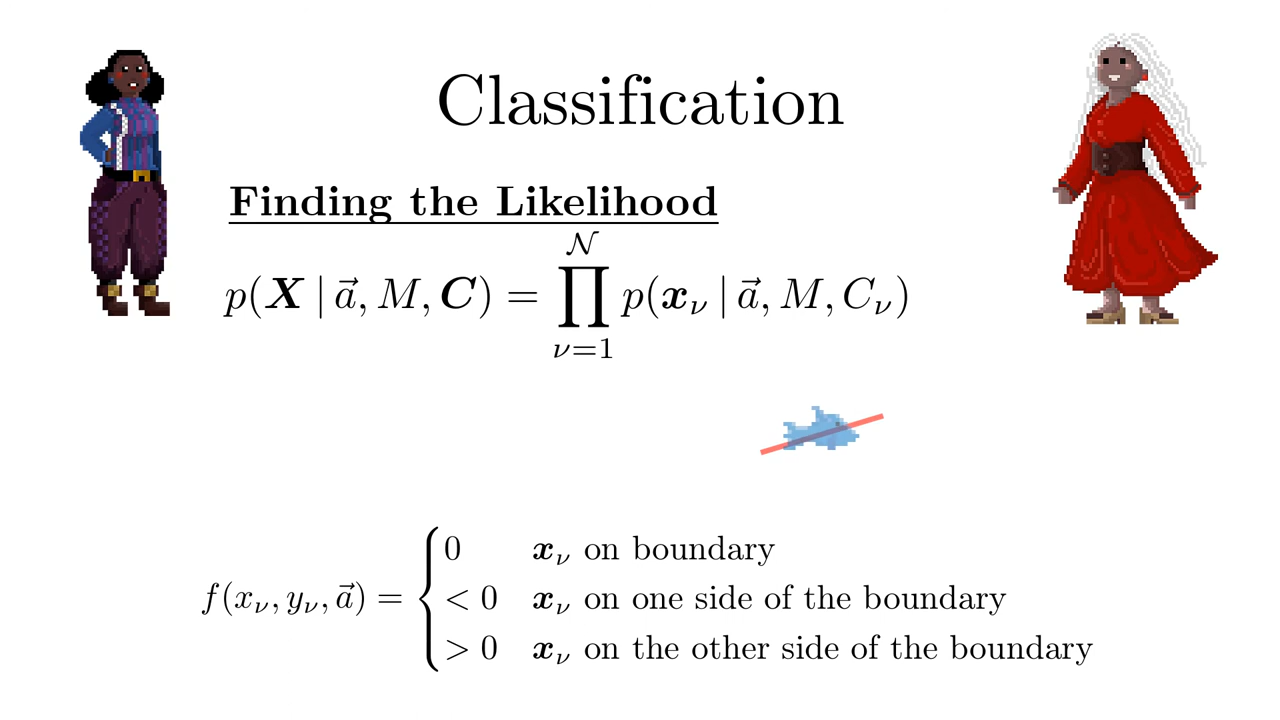 Classification
Finding the Likelihood
p(𝑿 | a⃗, M, 𝑪) = ∏_{ν=1}^{𝒩} p(𝒙_ν | a⃗, M, C_ν)
f(x_ν, y_ν, a⃗) = { 0 𝒙_ν on boundary
< 0 𝒙_ν on one side of the boundary
> 0 𝒙_ν on the other side of the boundary